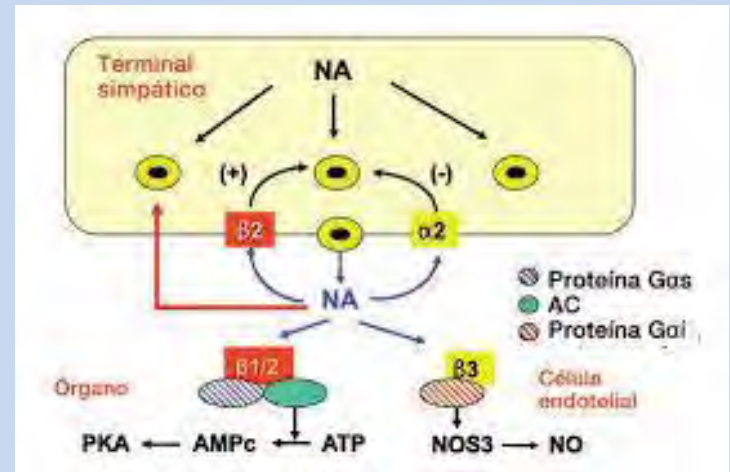 Terminal
simpático
NA
(+)
(-)
β2
α2
NA
Proteína Gαs
AC
Proteína Gαi
β1/2
β3
Órgano
Célula
endotelial
PKA
AMPc
ATP
NOS3
NO